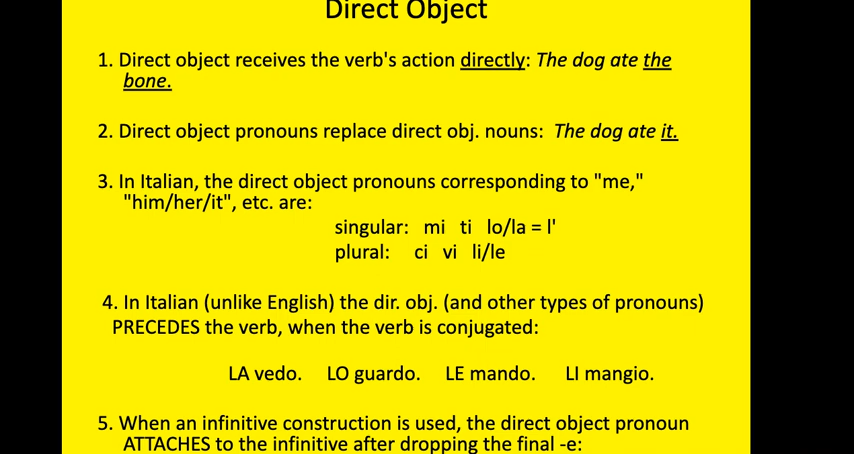 Direct Object
1. Direct object receives the verb's action directly: The dog ate the
bone.
2. Direct object pronouns replace direct obj. nouns:  The dog ate it.
3. In Italian, the direct object pronouns corresponding to "me,"
"him/her/it", etc. are:
singular:   mi   ti   lo/la = l'
plural:     ci   vi   li/le
4. In Italian (unlike English) the dir. obj. (and other types of pronouns)
PRECEDES the verb, when the verb is conjugated:
LA vedo.    LO guardo.    LE mando.     LI mangio.
5. When an infinitive construction is used, the direct object pronoun
ATTACHES to the infinitive after dropping the final -e: